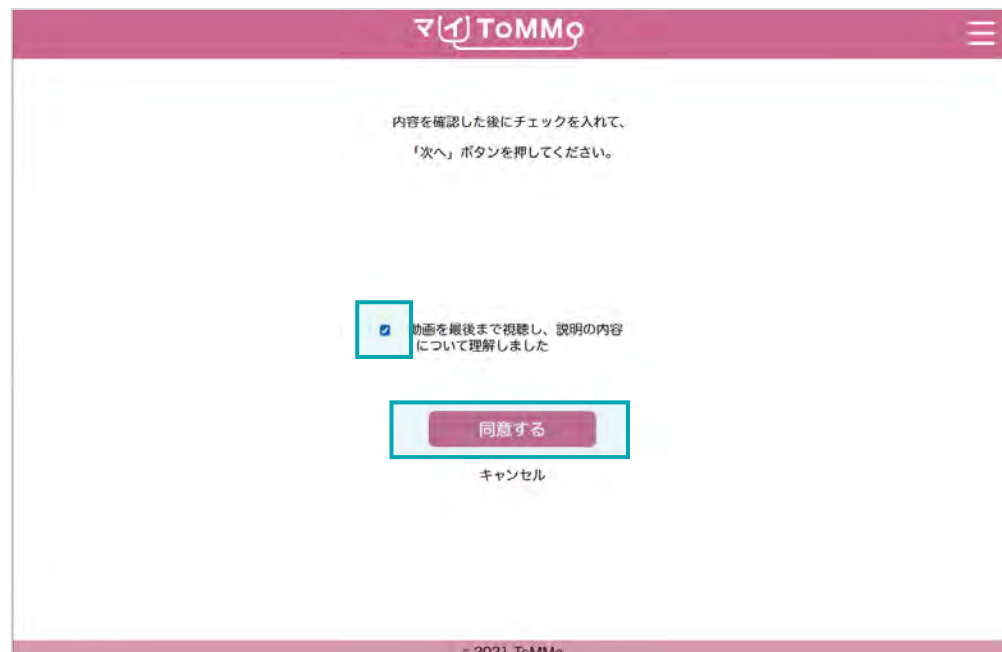 マイToMMo
内容を確認した後にチェックを入れて、
「次へ」ボタンを押してください。
動画を最後まで視聴し、説明の内容
について理解しました
同意する
キャンセル
2021 ToMMo